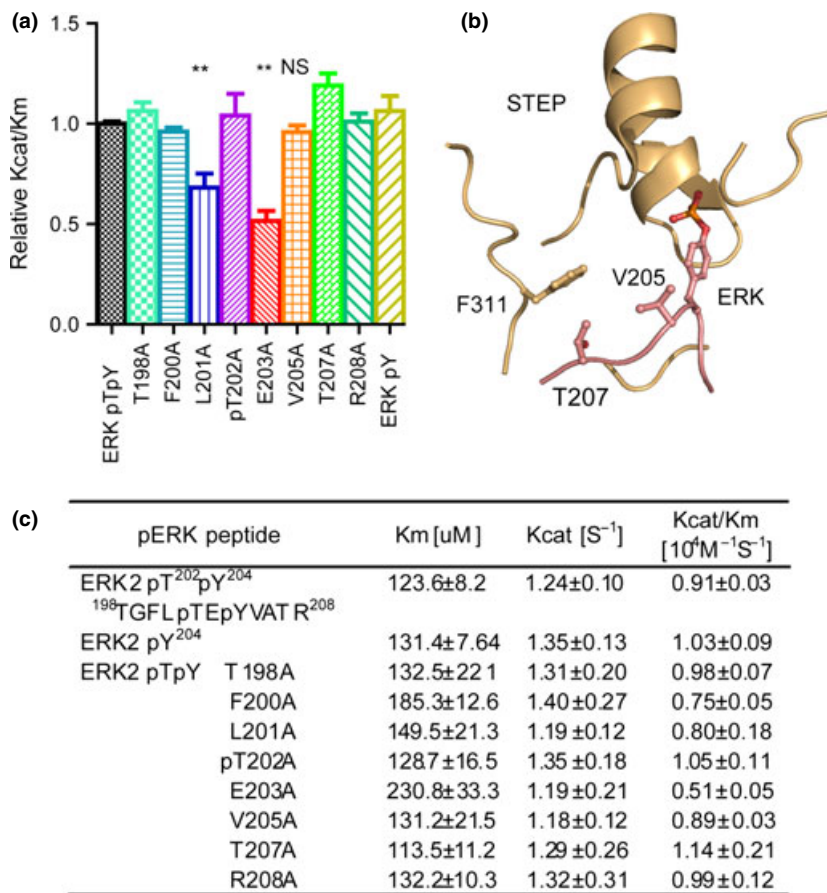 (a)
Relative Kcat/Km
1.5
1.0
0.5
0.0
** ** NS
ERK pTpY
T198A
F200A
L201A
pT202A
E203A
V205A
T207A
R208A
ERK pY
(b)
STEP
V205
ERK
F311
T207
(c)
pERK peptide Km [uM] Kcat [S⁻¹] Kcat/Km [10⁴M⁻¹S⁻¹]
ERK2 pT²⁰²pY²⁰⁴ 123.6±8.2 1.24±0.10 0.91±0.03
¹⁹⁸TGFL pTEpYVAT R²⁰⁸
ERK2 pY²⁰⁴ 131.4±7.64 1.35±0.13 1.03±0.09
ERK2 pTpY T 198A 132.5±22.1 1.31±0.20 0.98±0.07
F200A 185.3±12.6 1.40±0.27 0.75±0.05
L201A 149.5±21.3 1.19±0.12 0.80±0.18
pT202A 128.7±16.5 1.35±0.18 1.05±0.11
E203A 230.8±33.3 1.19±0.21 0.51±0.05
V205A 131.2±21.5 1.18±0.12 0.89±0.03
T207A 113.5±11.2 1.29±0.26 1.14±0.21
R208A 132.2±10.3 1.32±0.31 0.99±0.12